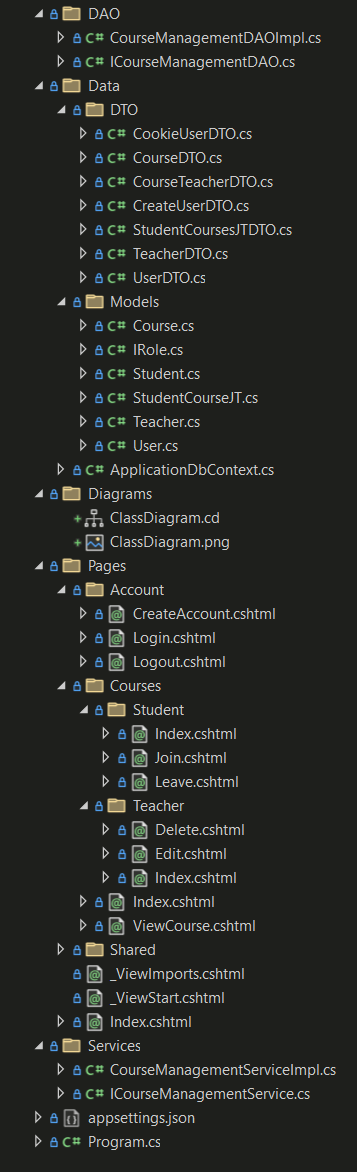 DAO
C# CourseManagementDAOImpl.cs
C# ICourseManagementDAO.cs
Data
DTO
C# CookieUserDTO.cs
C# CourseDTO.cs
C# CourseTeacherDTO.cs
C# CreateUserDTO.cs
C# StudentCoursesJTDTO.cs
C# TeacherDTO.cs
C# UserDTO.cs
Models
C# Course.cs
C# IRole.cs
C# Student.cs
C# StudentCourseJT.cs
C# Teacher.cs
C# User.cs
C# ApplicationDbContext.cs
Diagrams
ClassDiagram.cd
ClassDiagram.png
Pages
Account
CreateAccount.cshtml
Login.cshtml
Logout.cshtml
Courses
Student
Index.cshtml
Join.cshtml
Leave.cshtml
Teacher
Delete.cshtml
Edit.cshtml
Index.cshtml
Index.cshtml
ViewCourse.cshtml
Shared
_ViewImports.cshtml
_ViewStart.cshtml
Index.cshtml
Services
C# CourseManagementServiceImpl.cs
C# ICourseManagementService.cs
appsettings.json
C# Program.cs